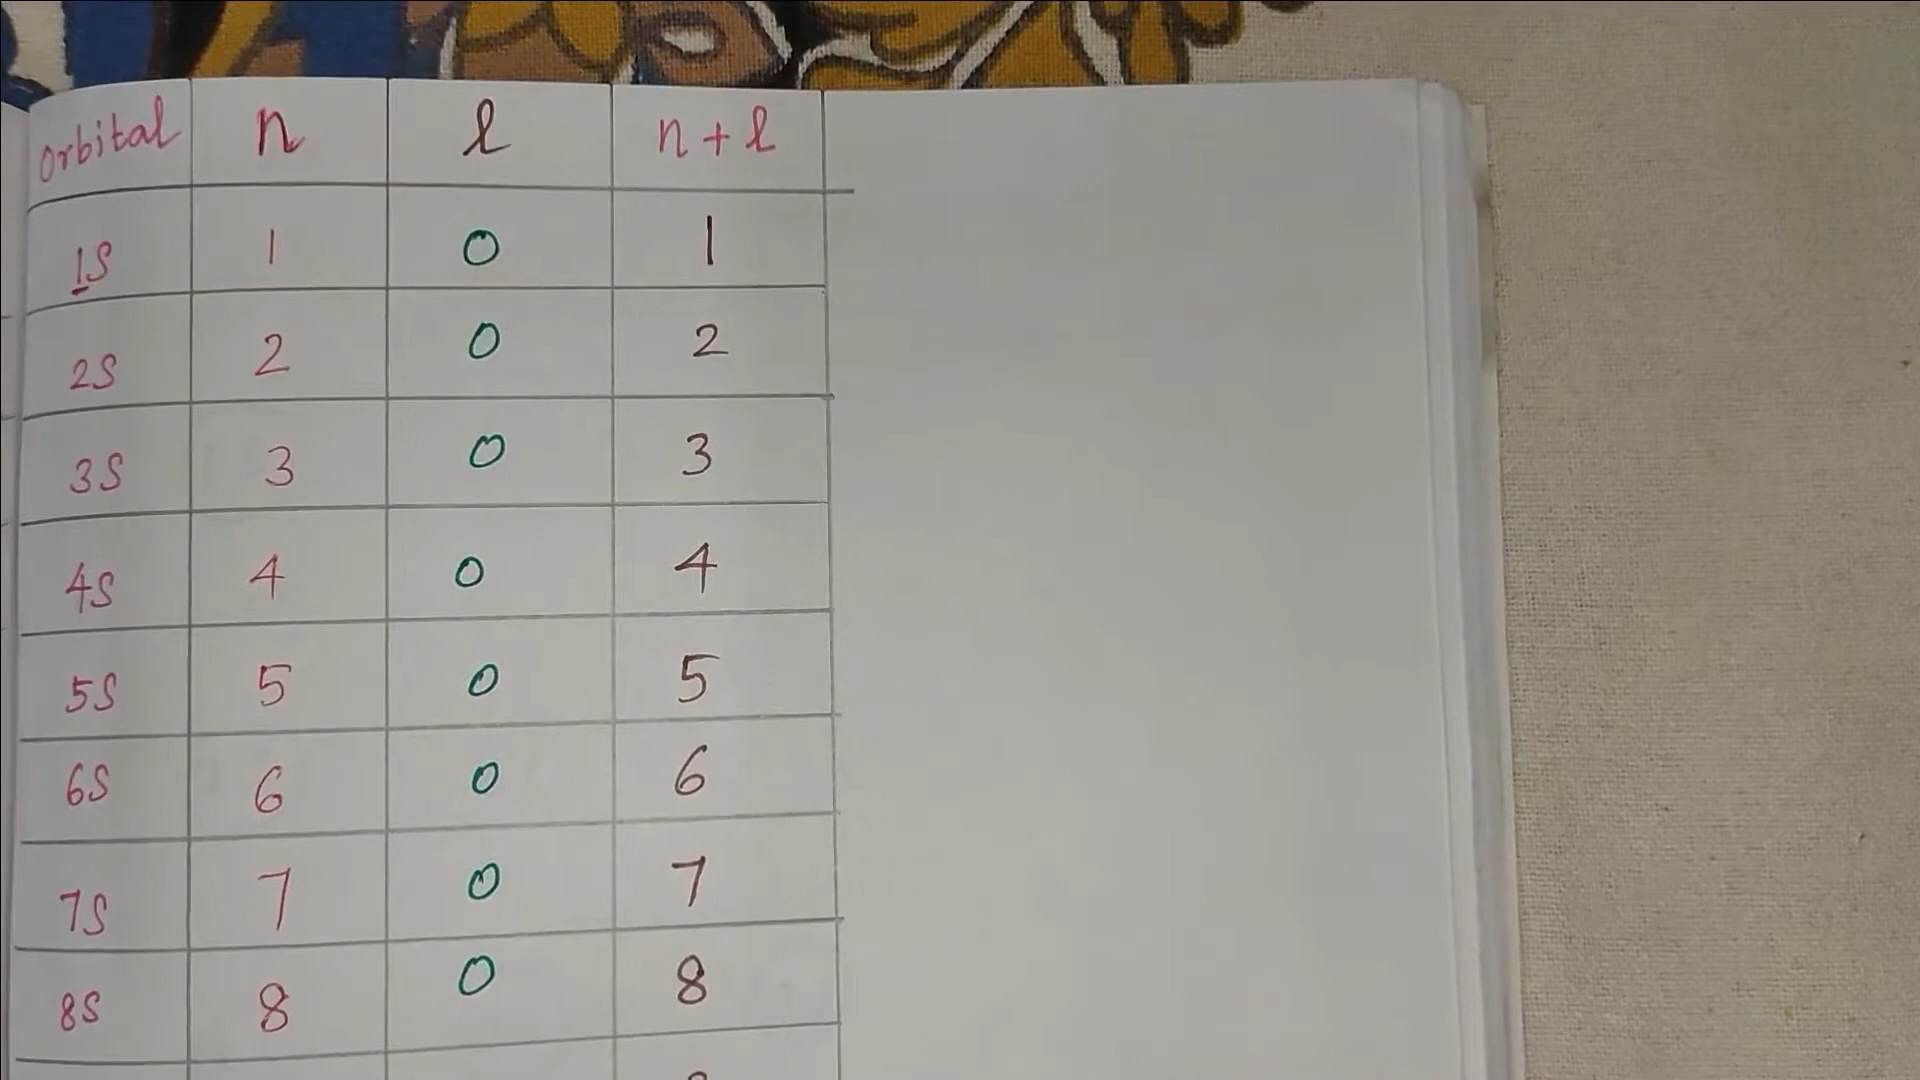 orbital n l n + l
1S 1 0 1
2S 2 0 2
3S 3 0 3
4S 4 0 4
5S 5 0 5
6S 6 0 6
7S 7 0 7
8S 8 0 8